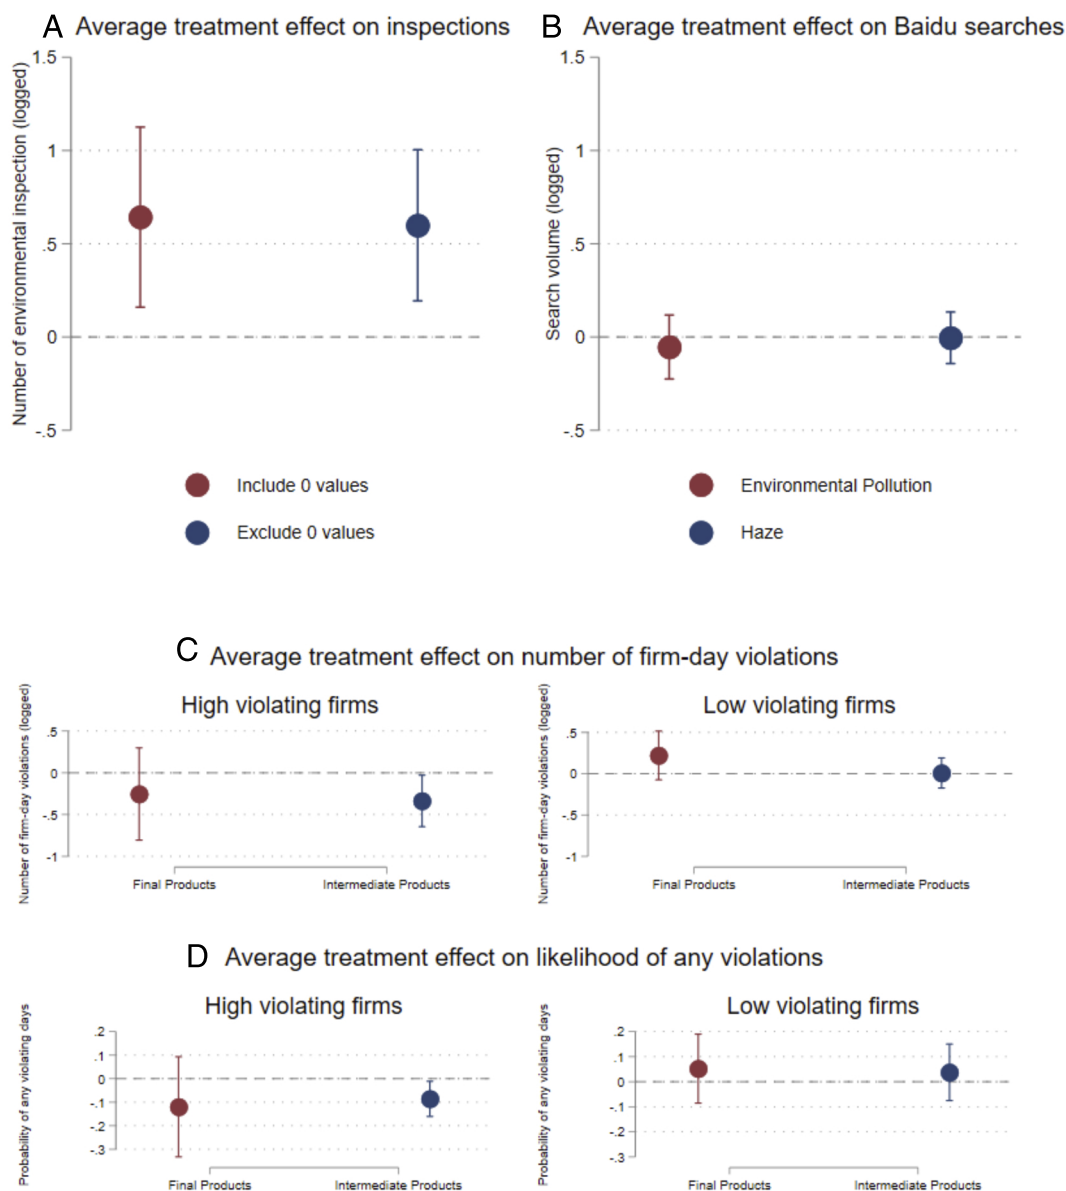 A Average treatment effect on inspections
Number of environmental inspection (logged)
1.5
1
.5
0
-.5
Include 0 values
Exclude 0 values
B Average treatment effect on Baidu searches
Search volume (logged)
1.5
1
.5
0
-.5
Environmental Pollution
Haze
C Average treatment effect on number of firm-day violations
High violating firms
Number of firm-day violations (logged)
.5
0
-.5
-1
Final Products Intermediate Products
Low violating firms
Number of firm-day violations (logged)
.5
0
-.5
-1
Final Products Intermediate Products
D Average treatment effect on likelihood of any violations
High violating firms
Probability of any violating days
.2
.1
0
-.1
-.2
-.3
Final Products Intermediate Products
Low violating firms
Probability of any violating days
.2
.1
0
-.1
-.2
-.3
Final Products Intermediate Products